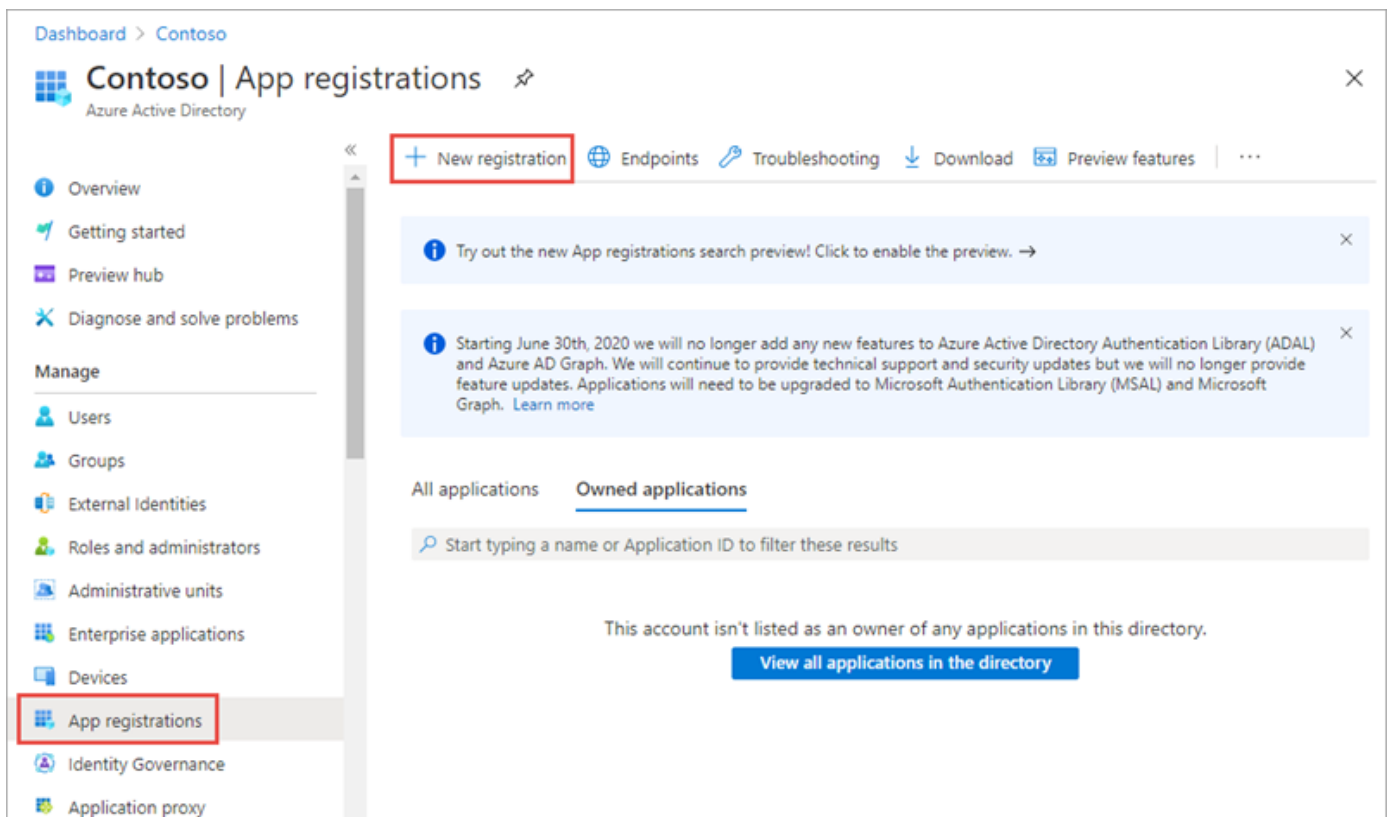 Dashboard > Contoso
Contoso | App registrations
Azure Active Directory
Overview
Getting started
Preview hub
Diagnose and solve problems
Manage
Users
Groups
External Identities
Roles and administrators
Administrative units
Enterprise applications
Devices
App registrations
Identity Governance
Application proxy
New registration Endpoints Troubleshooting Download Preview features
Try out the new App registrations search preview! Click to enable the preview. →
Starting June 30th, 2020 we will no longer add any new features to Azure Active Directory Authentication Library (ADAL)
and Azure AD Graph. We will continue to provide technical support and security updates but we will no longer provide
feature updates. Applications will need to be upgraded to Microsoft Authentication Library (MSAL) and Microsoft
Graph. Learn more
All applications Owned applications
Start typing a name or Application ID to filter these results
This account isn't listed as an owner of any applications in this directory.
View all applications in the directory